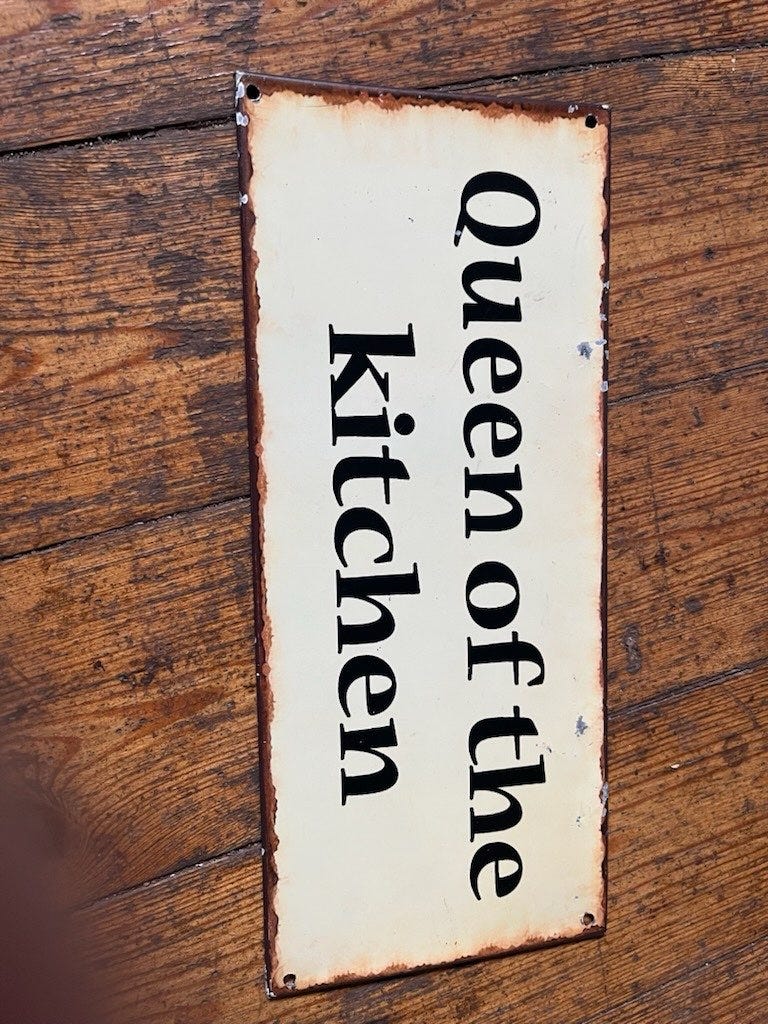 Queen of the
kitchen